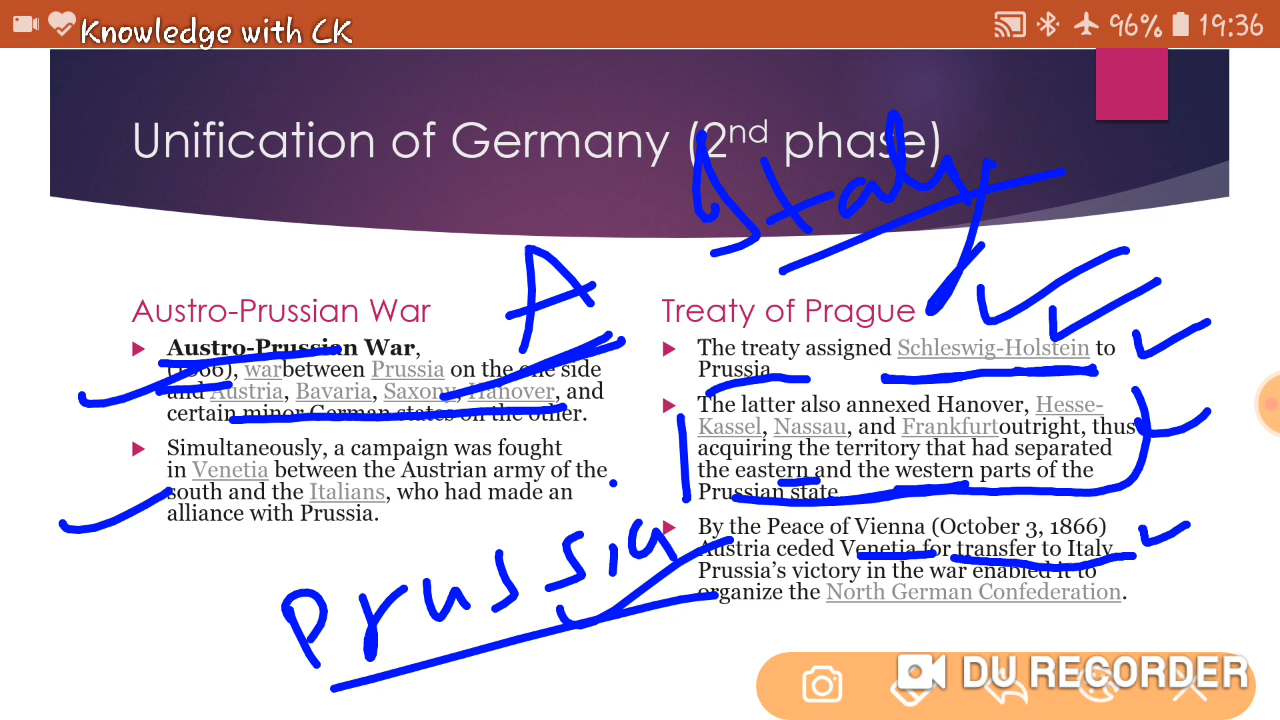 Knowledge with CK
96% 19:36
Unification of Germany (2nd phase)
Italy
A
Austro-Prussian War
Austro-Prussian War,
(1866), warbetween Prussia on the one side
and Austria, Bavaria, Saxony, Hanover, and
certain minor German states on the other.
Simultaneously, a campaign was fought
in Venetia between the Austrian army of the
south and the Italians, who had made an
alliance with Prussia.
Prussia
Treaty of Prague
The treaty assigned Schleswig-Holstein to
Prussia.
The latter also annexed Hanover, Hesse-
Kassel, Nassau, and Frankfurtoutright, thus
acquiring the territory that had separated
the eastern and the western parts of the
Prussian state.
By the Peace of Vienna (October 3, 1866)
Austria ceded Venetia for transfer to Italy.
Prussia's victory in the war enabled it to
organize the North German Confederation.
DU RECORDER